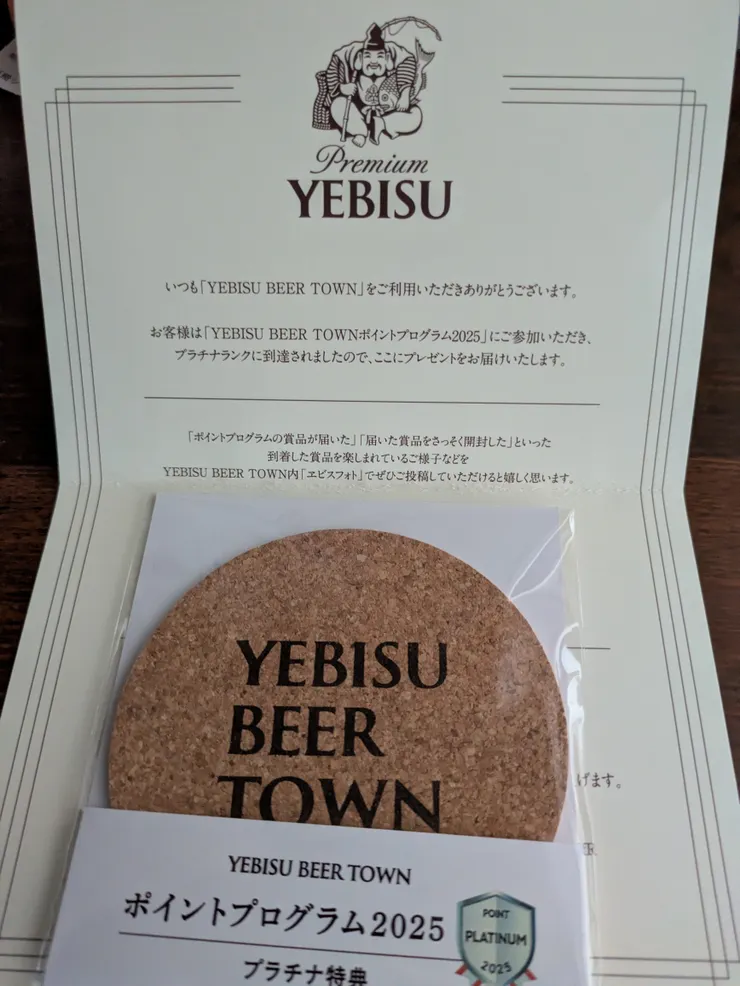 Premium
YEBISU
いつも「YEBISU BEER TOWN」をご利用いただきありがとうございます。
お客様は「YEBISU BEER TOWNポイントプログラム2025」にご参加いただき、
プラチナランクに到達されましたので、ここにプレゼントをお届けいたします。
「ポイントプログラムの賞品が届いた」「届いた賞品をさっそく開封した」といった
到着した賞品を楽しまれているご様子などを
YEBISU BEER TOWN内「ヱビスフォト」でぜひご投稿していただけると嬉しく思います。
YEBISU
BEER
TOWN
げます。
ER
YEBISU BEER TOWN
ポイントプログラム2025
プラチナ特典
POINT
PLATINUM
2025